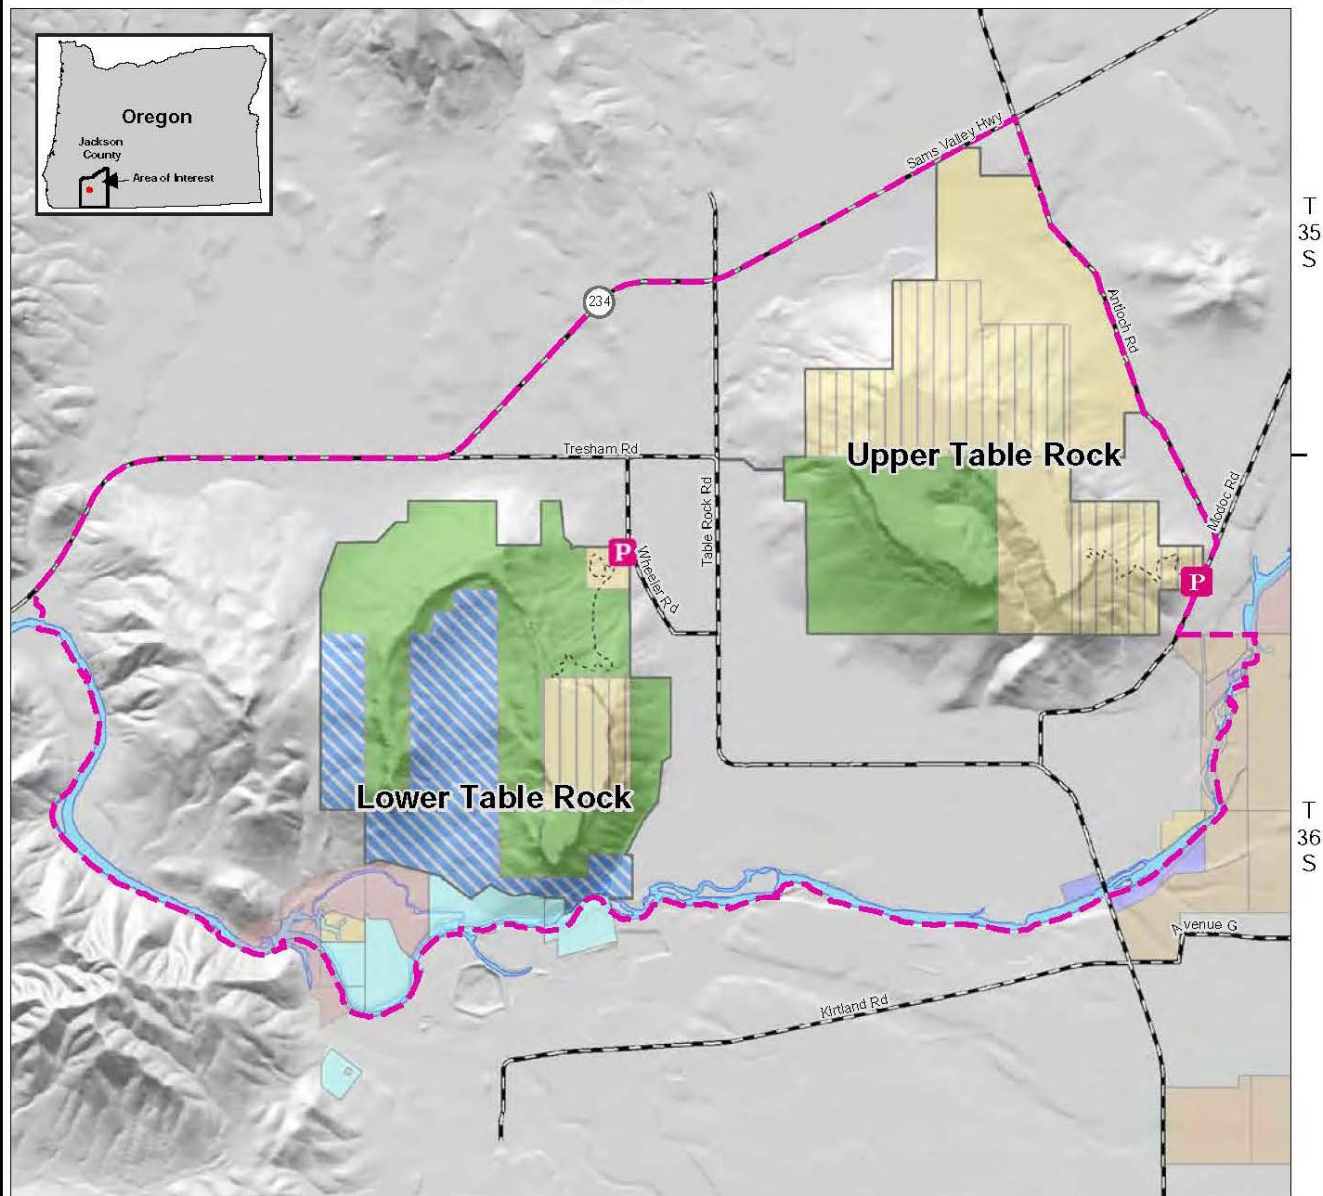 Oregon
Jackson
County
Area of Interest
Sams Valley Hwy
T
35
S
234
Antioch Rd
Tresham Rd
Upper Table Rock
Table Rock Rd
Modoc Rd
P
Wheeler Rd
P
Lower Table Rock
T
36
S
Avenue G
Kirtland Rd